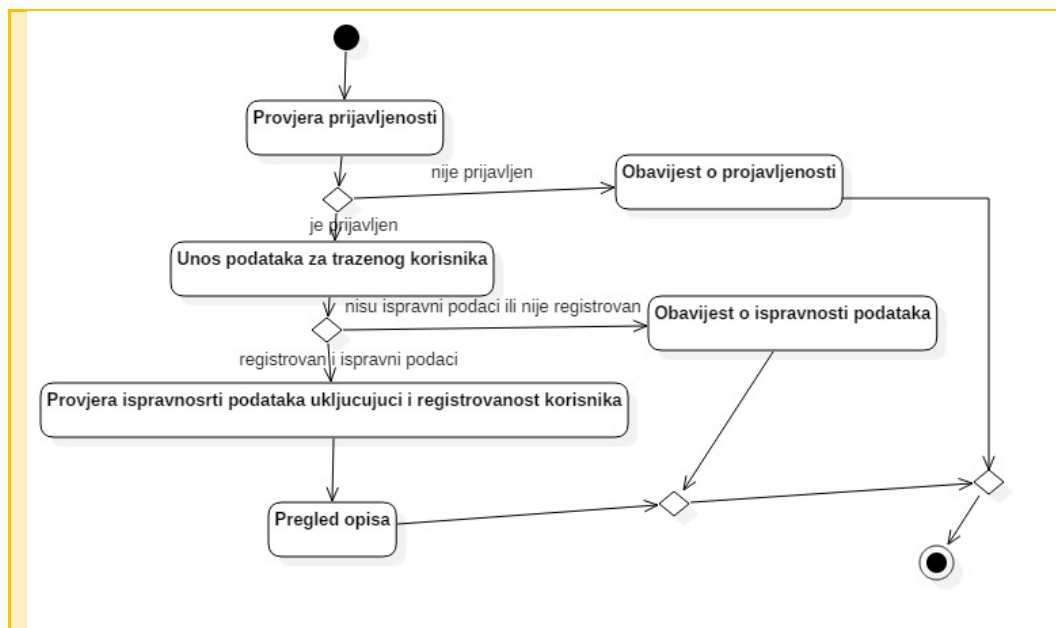 Provjera prijavljenosti
nije prijavljen
Obavijest o projavljenosti
je prijavljen
Unos podataka za trazenog korisnika
nisu ispravni podaci ili nije registrovan
Obavijest o ispravnosti podataka
registrovan i ispravni podaci
Provjera ispravnosrti podataka ukljucujuci i registrovanost korisnika
Pregled opisa